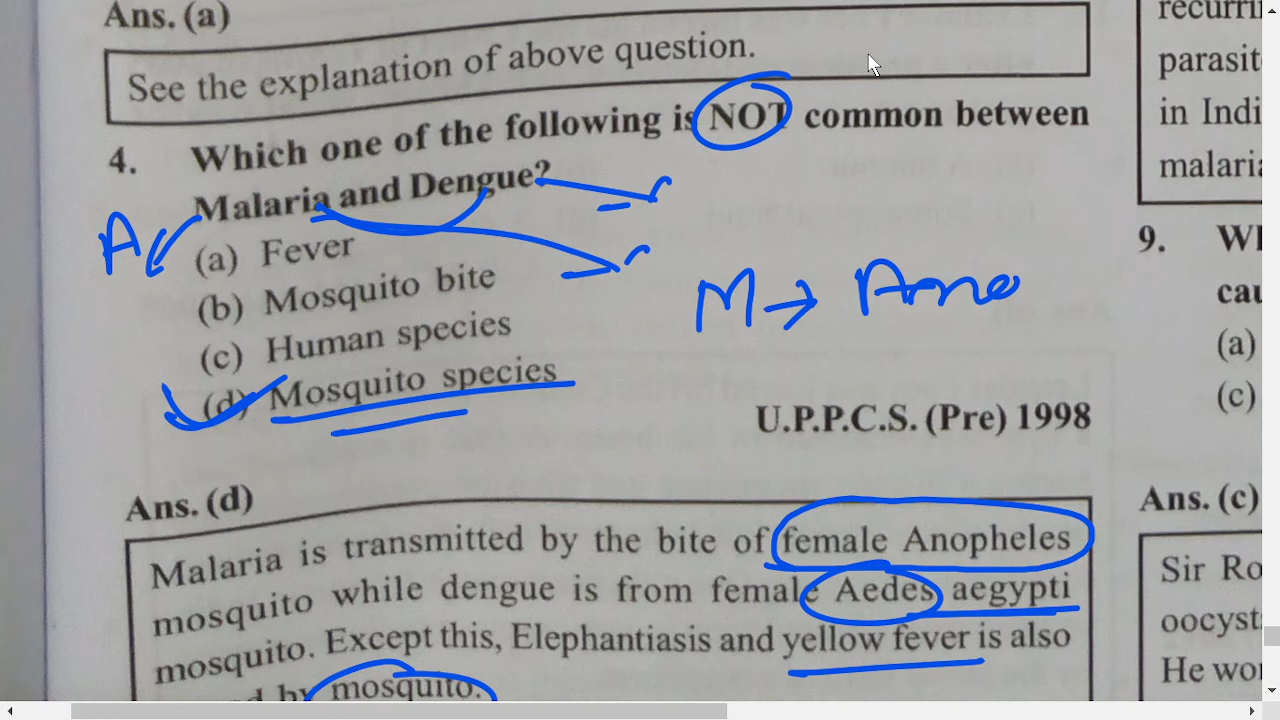 Ans. (a)
See the explanation of above question.
4. Which one of the following is NOT common between
Malaria and Dengue?
(a) Fever
(b) Mosquito bite
(c) Human species
(d) Mosquito species
A
M → Ano
U.P.P.C.S. (Pre) 1998
Ans. (d)
Malaria is transmitted by the bite of female Anopheles
mosquito while dengue is from female Aedes aegypti
mosquito. Except this, Elephantiasis and yellow fever is also
by mosquito.
parasit
in Indi
malaria
9.
cau
(a)
(c)
Ans. (c)
Sir Ro
oocyst
He wor